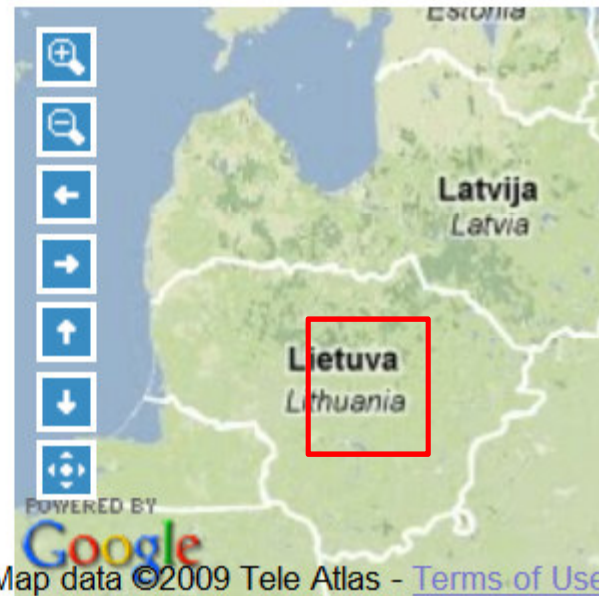 Estonia
Latvija
Latvia
Lietuva
Lithuania
POWERED BY
Google
Map data ©2009 Tele Atlas - Terms of Use